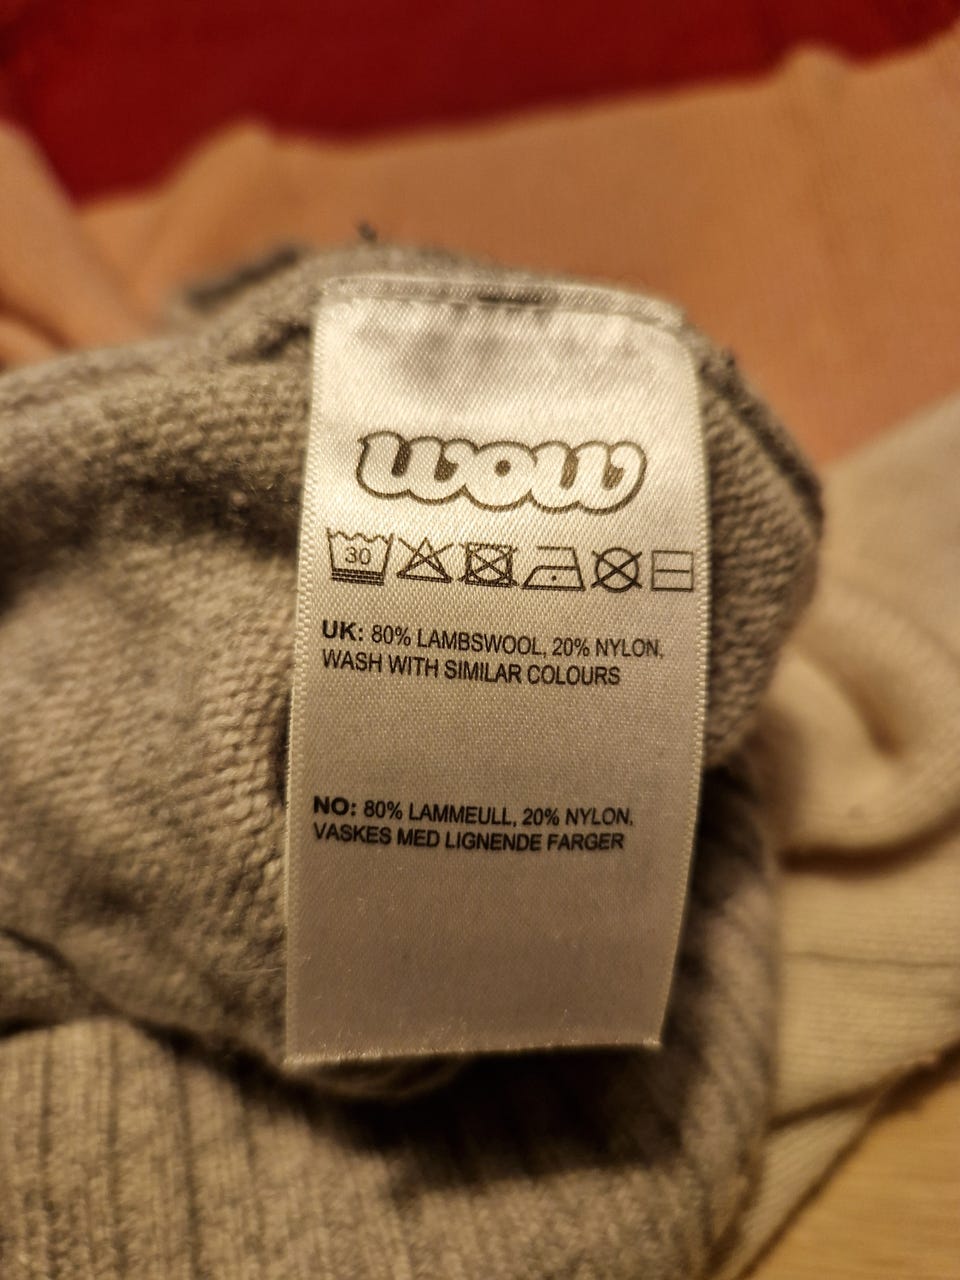 WOW
30
UK: 80% LAMBSWOOL, 20% NYLON,
WASH WITH SIMILAR COLOURS
NO: 80% LAMMEULL, 20% NYLON,
VASKES MED LIGNENDE FARGER